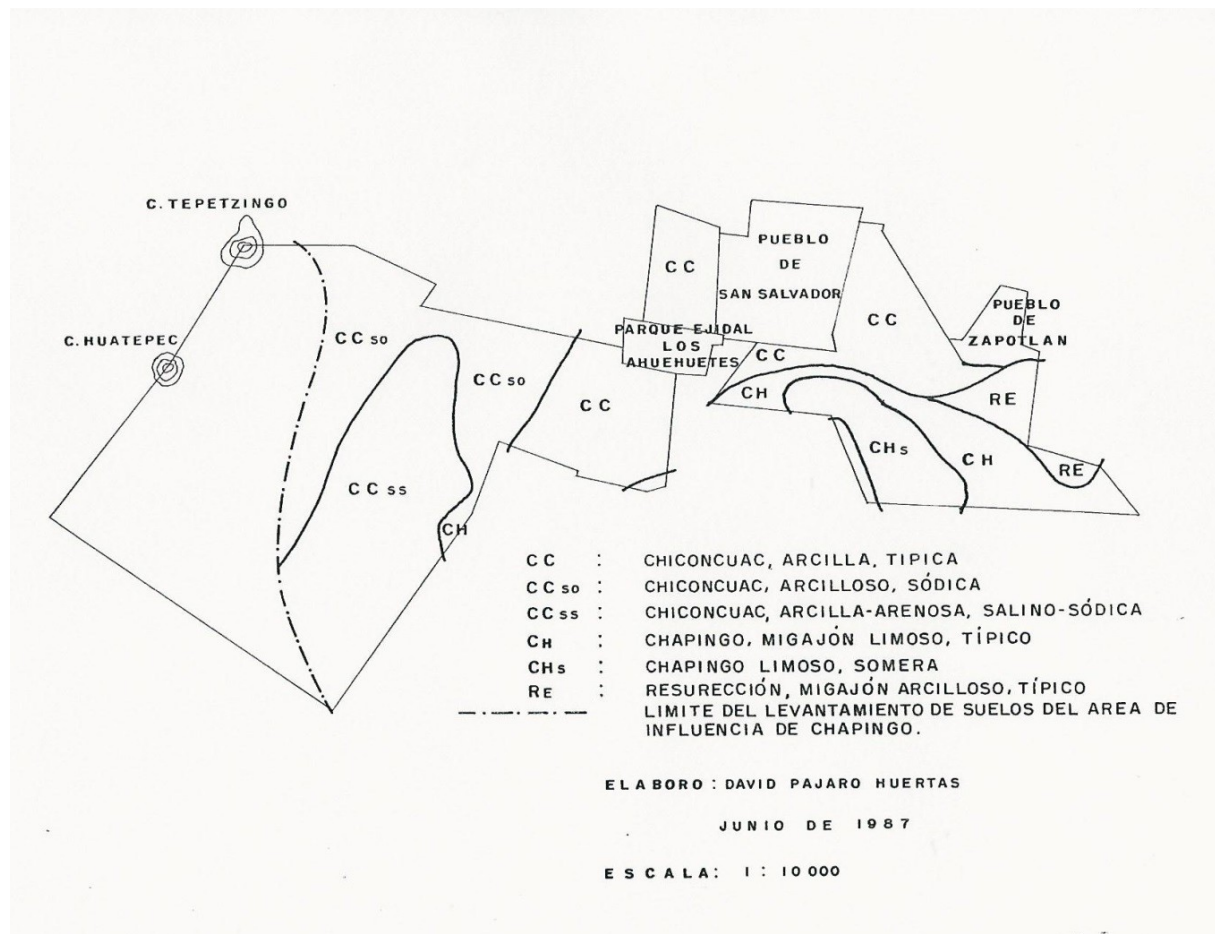 C. TEPETZINGO
C. HUATEPEC
CC so
CC so
CC ss
CH
CC
CC
PUEBLO
DE
SAN SALVADOR
PARQUE EJIDAL
LOS
AHUEHUETES
CC
CC
PUEBLO
DE
ZAPOTLAN
CH
RE
CHs
CH
RE
CC : CHICONCUAC, ARCILLA, TIPICA
CC so : CHICONCUAC, ARCILLOSO, SÓDICA
CC ss : CHICONCUAC, ARCILLA-ARENOSA, SALINO-SÓDICA
CH : CHAPINGO, MIGAJÓN LIMOSO, TÍPICO
CHs : CHAPINGO LIMOSO, SOMERA
RE : RESURECCIÓN, MIGAJÓN ARCILLOSO, TÍPICO
LIMITE DEL LEVANTAMIENTO DE SUELOS DEL AREA DE
INFLUENCIA DE CHAPINGO.
ELABORO : DAVID PAJARO HUERTAS
JUNIO DE 1987
ESCALA: 1 : 10 000